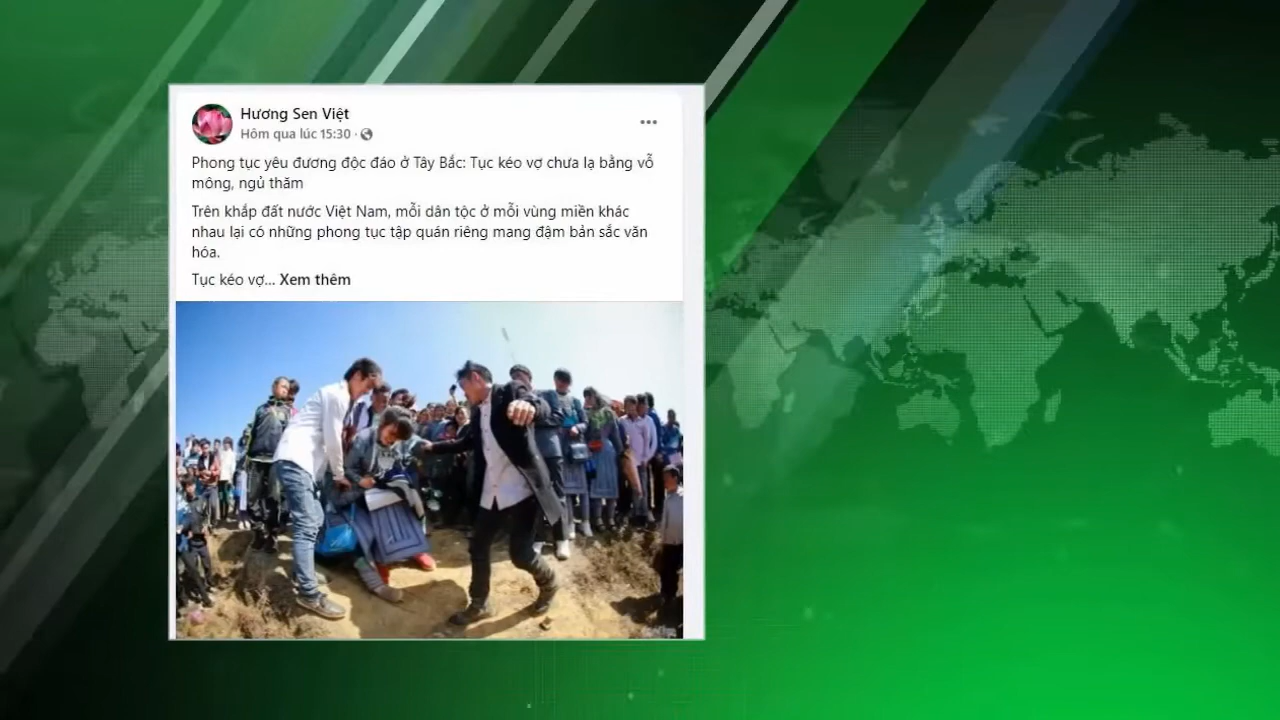 Hương Sen Việt
Hôm qua lúc 15:30 ·
Phong tục yêu đương độc đáo ở Tây Bắc: Tục kéo vợ chưa lạ bằng vỗ
mông, ngủ thăm
Trên khắp đất nước Việt Nam, mỗi dân tộc ở mỗi vùng miền khác
nhau lại có những phong tục tập quán riêng mang đậm bản sắc văn
hóa.
Tục kéo vợ... Xem thêm